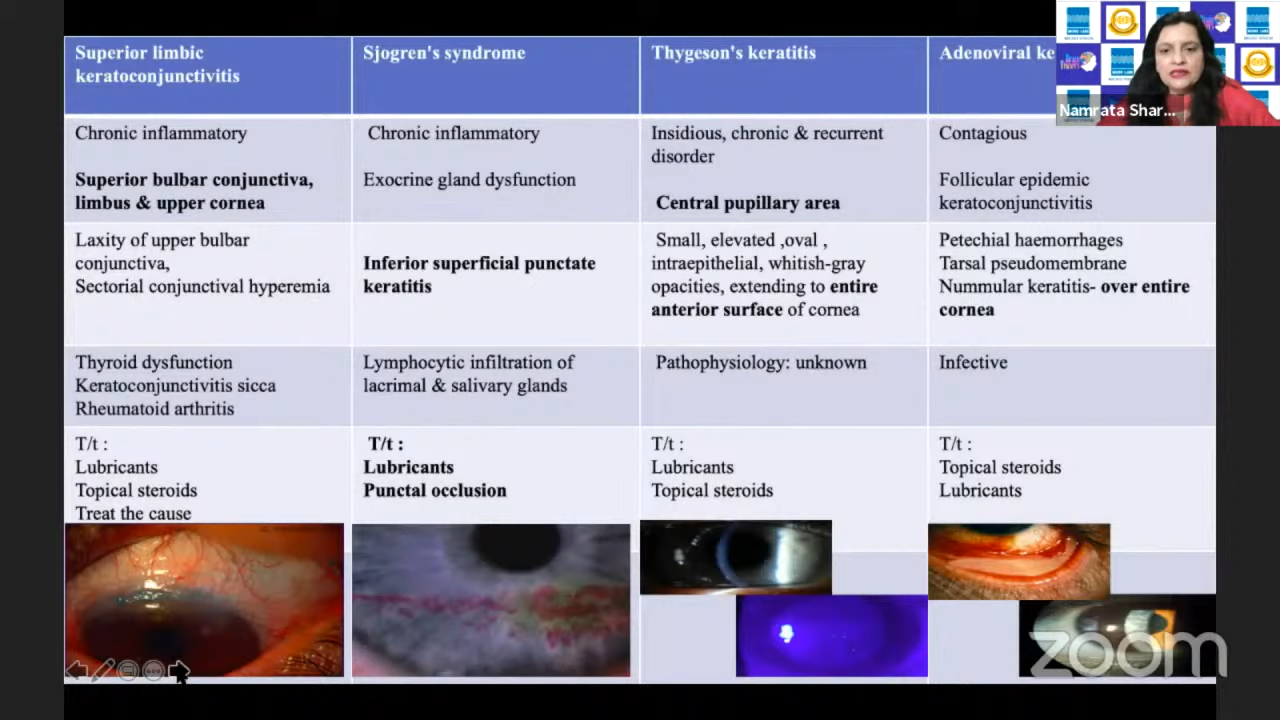 Superior limbic
keratoconjunctivitis
Sjogren's syndrome
Thygeson's keratitis
Adenoviral ke
Namrata Shar...
Chronic inflammatory
Superior bulbar conjunctiva,
limbus & upper cornea
Chronic inflammatory
Exocrine gland dysfunction
Insidious, chronic & recurrent
disorder
Central pupillary area
Contagious
Follicular epidemic
keratoconjunctivitis
Laxity of upper bulbar
conjunctiva,
Sectorial conjunctival hyperemia
Inferior superficial punctate
keratitis
Small, elevated ,oval ,
intraepithelial, whitish-gray
opacities, extending to entire
anterior surface of cornea
Petechial haemorrhages
Tarsal pseudomembrane
Nummular keratitis- over entire
cornea
Thyroid dysfunction
Keratoconjunctivitis sicca
Rheumatoid arthritis
Lymphocytic infiltration of
lacrimal & salivary glands
Pathophysiology: unknown
Infective
T/t :
Lubricants
Topical steroids
Treat the cause
T/t :
Lubricants
Punctal occlusion
T/t :
Lubricants
Topical steroids
T/t :
Topical steroids
Lubricants
zoom